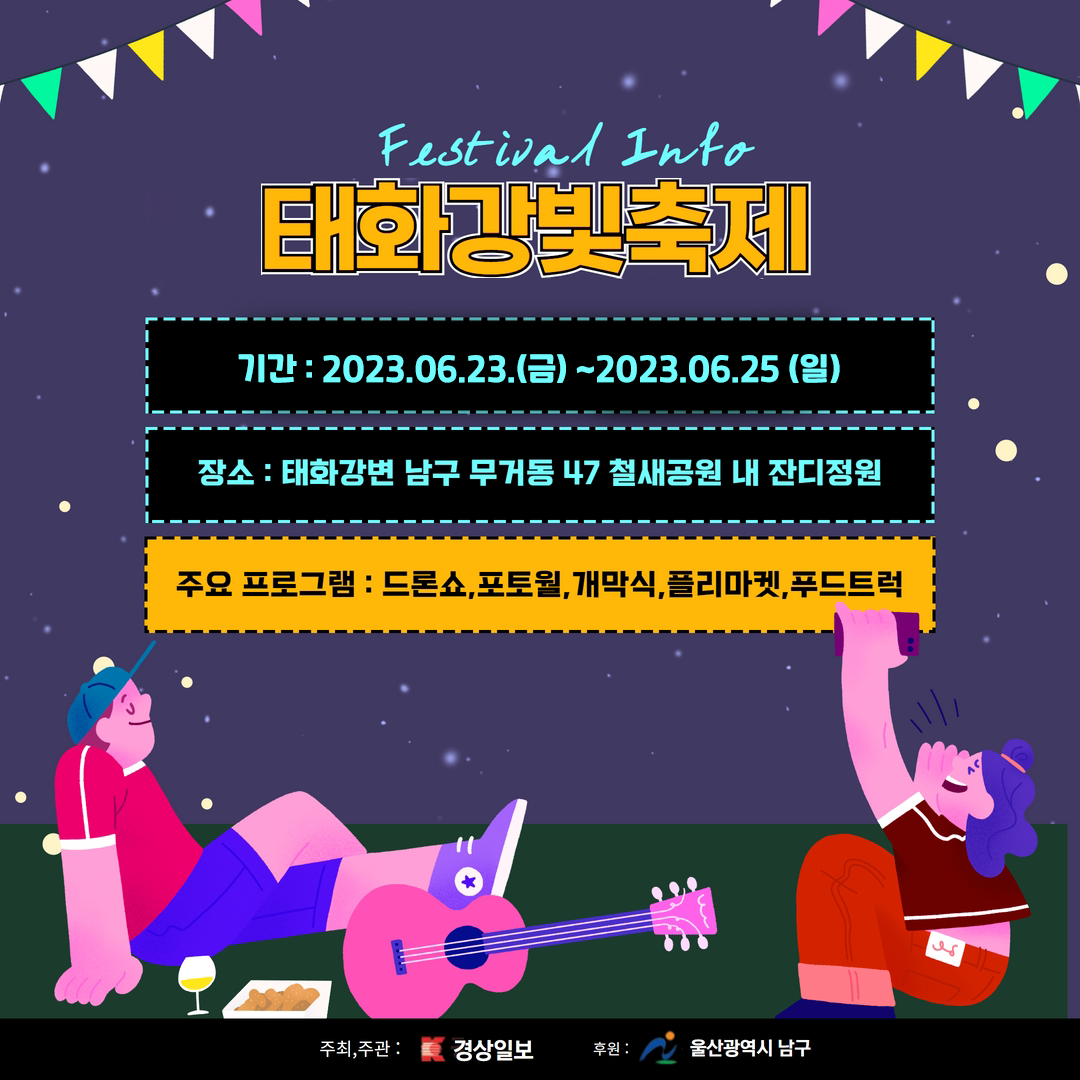 Festival Info
태화강빛축제
기간 : 2023.06.23.(금) ~2023.06.25 (일)
장소 : 태화강변 남구 무거동 47 철새공원 내 잔디정원
주요 프로그램 : 드론쇼,포토월,개막식,플리마켓,푸드트럭
주최,주관 : 경상일보 후원 : 울산광역시 남구